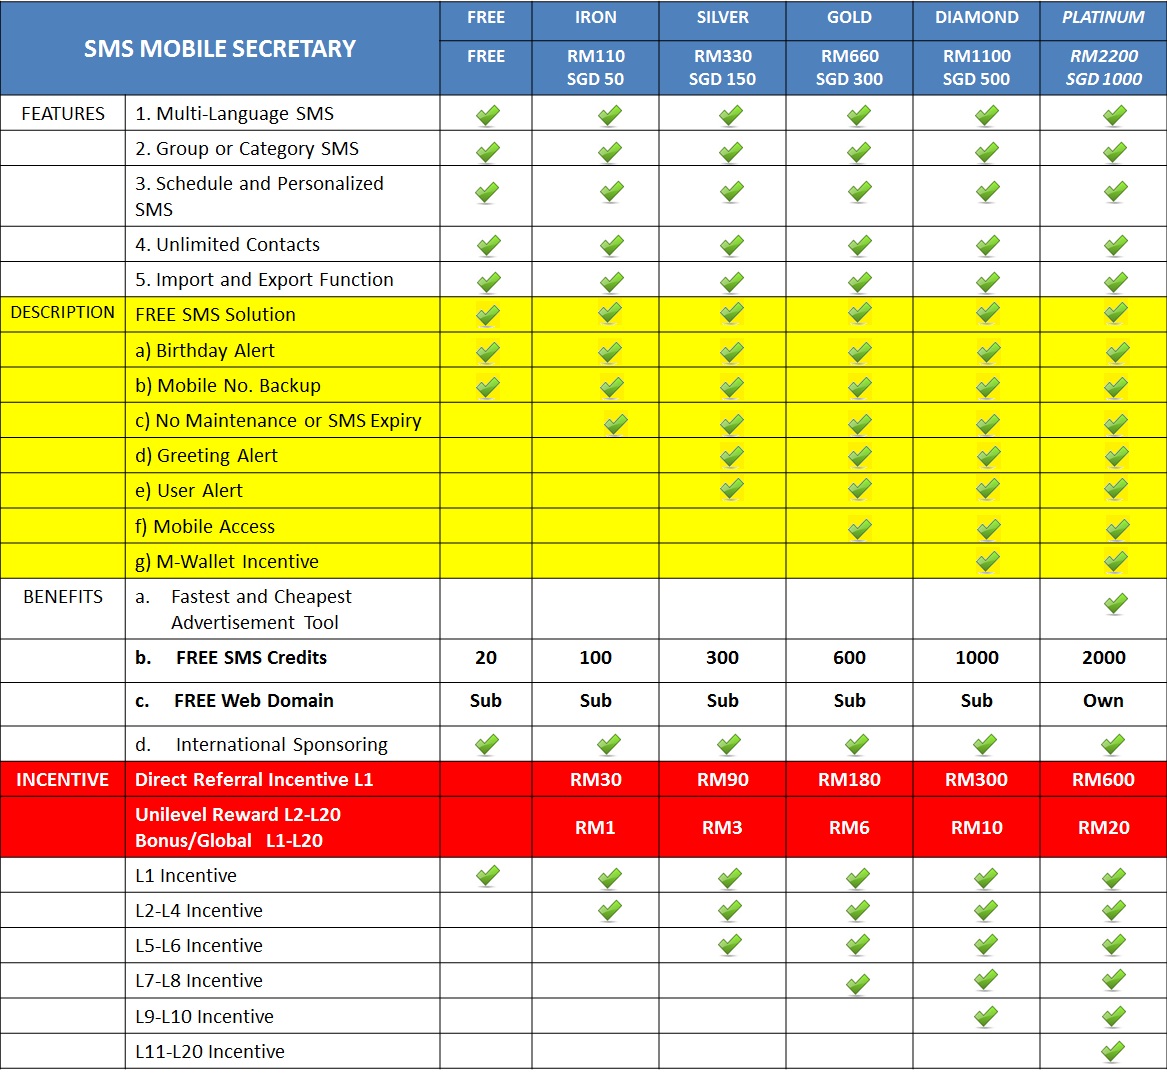 SMS MOBILE SECRETARY
FREE IRON SILVER GOLD DIAMOND PLATINUM
FREE RM110 RM330 RM660 RM1100 RM2200
SGD 50 SGD 150 SGD 300 SGD 500 SGD 1000
FEATURES 1. Multi-Language SMS
2. Group or Category SMS
3. Schedule and Personalized
SMS
4. Unlimited Contacts
5. Import and Export Function
DESCRIPTION FREE SMS Solution
a) Birthday Alert
b) Mobile No. Backup
c) No Maintenance or SMS Expiry
d) Greeting Alert
e) User Alert
f) Mobile Access
g) M-Wallet Incentive
BENEFITS a. Fastest and Cheapest
Advertisement Tool
b. FREE SMS Credits 20 100 300 600 1000 2000
c. FREE Web Domain Sub Sub Sub Sub Sub Own
d. International Sponsoring
INCENTIVE Direct Referral Incentive L1 RM30 RM90 RM180 RM300 RM600
Unilevel Reward L2-L20
Bonus/Global L1-L20 RM1 RM3 RM6 RM10 RM20
L1 Incentive
L2-L4 Incentive
L5-L6 Incentive
L7-L8 Incentive
L9-L10 Incentive
L11-L20 Incentive